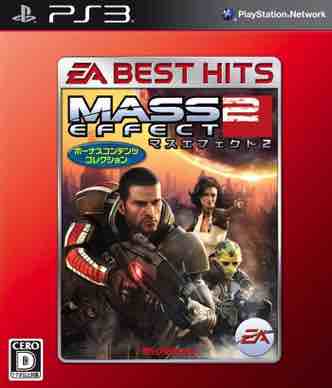 PS3
PlayStation®Network
EA BEST HITS
MASS
EFFECT 2
マスエフェクト2
ボーナスコンテンツ
コレクション
EA
CERO
D